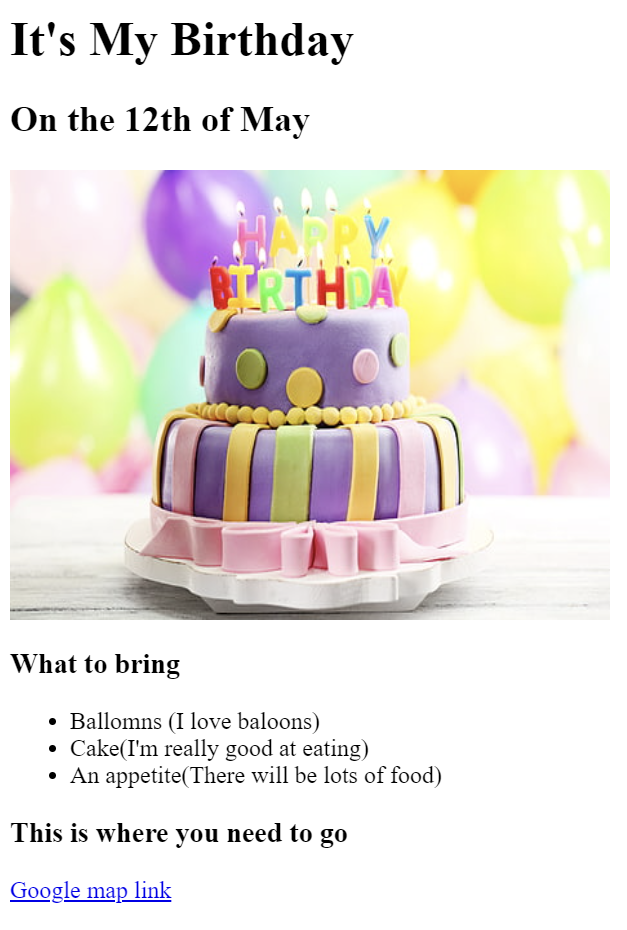 It's My Birthday
On the 12th of May
HAPPY
BIRTHDAY
What to bring
Ballomns (I love baloons)
Cake(I'm really good at eating)
An appetite(There will be lots of food)
This is where you need to go
Google map link